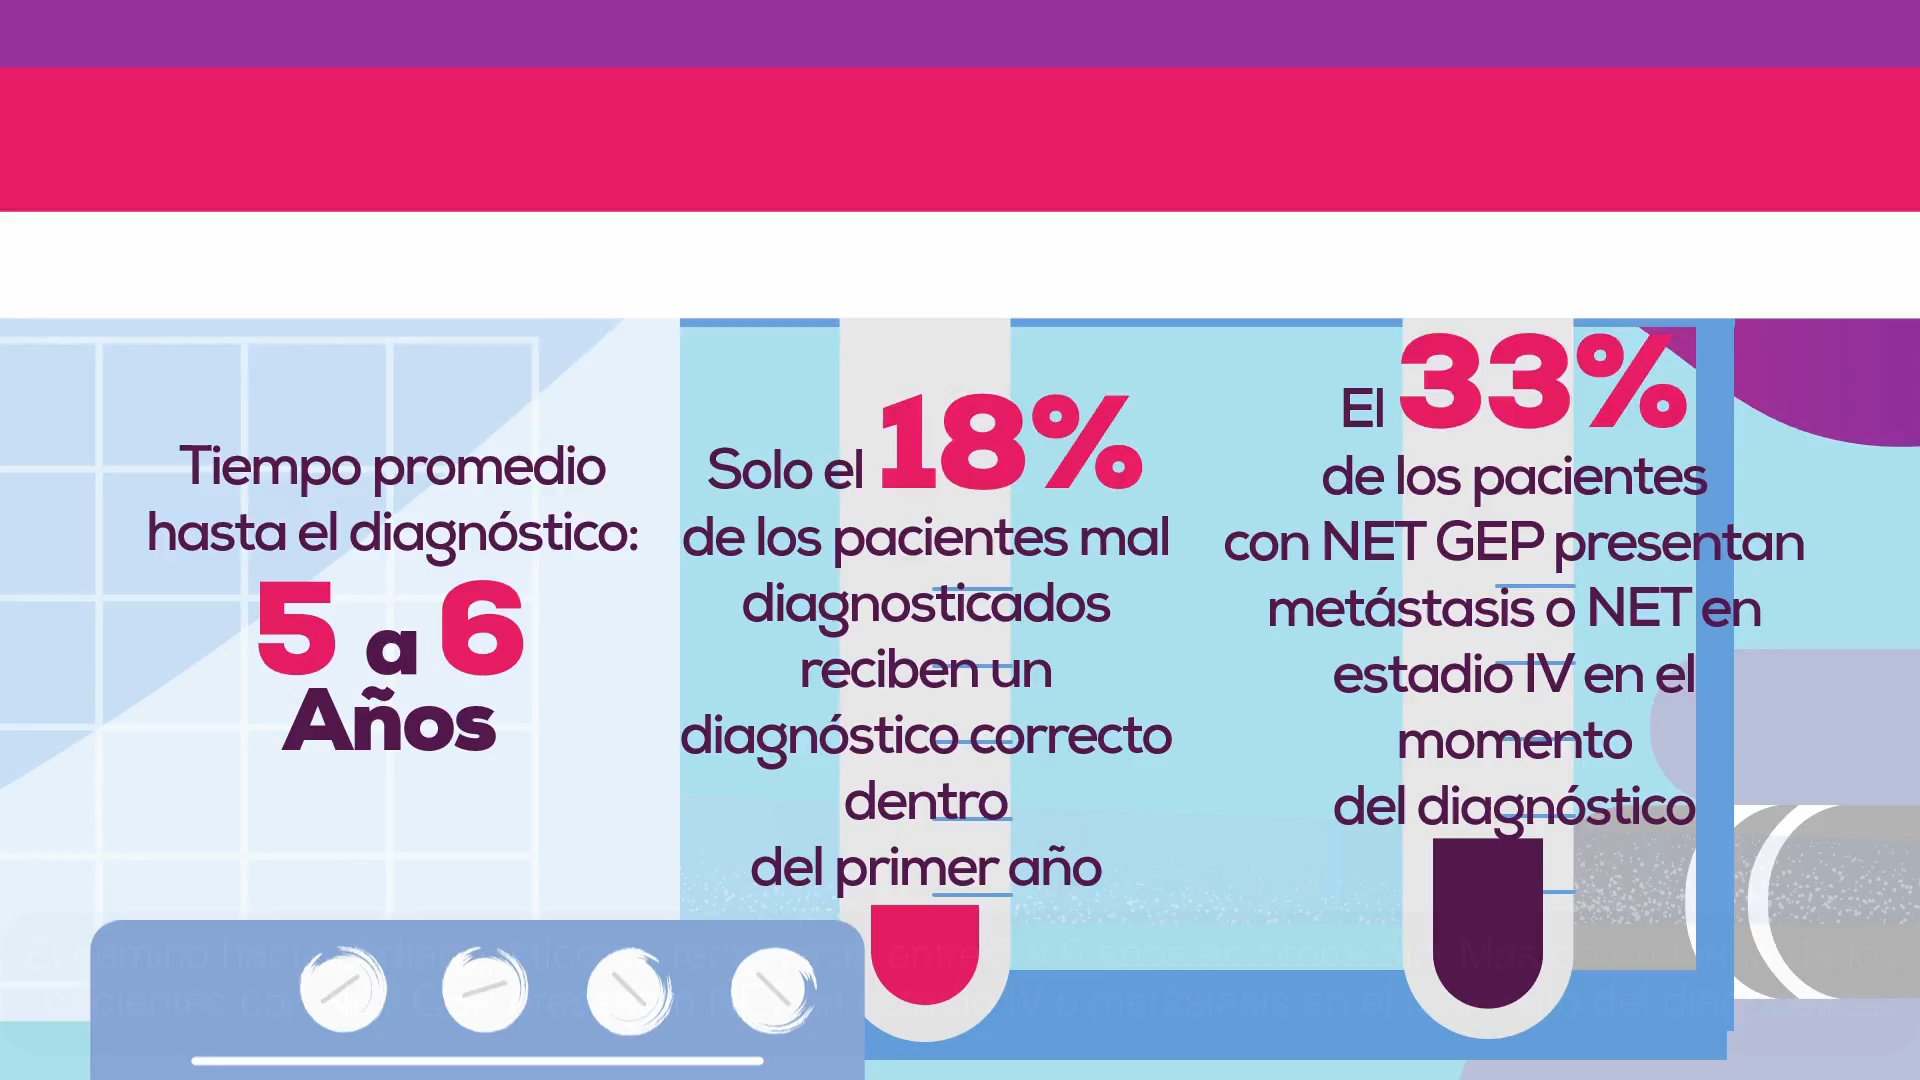 Tiempo promedio
hasta el diagnóstico:
5 a 6
Años
Solo el 18%
de los pacientes mal
diagnosticados
reciben un
diagnóstico correcto
dentro
del primer año
El 33%
de los pacientes
con NET GEP presentan
metástasis o NET en
estadio IV en el
momento
del diagnóstico